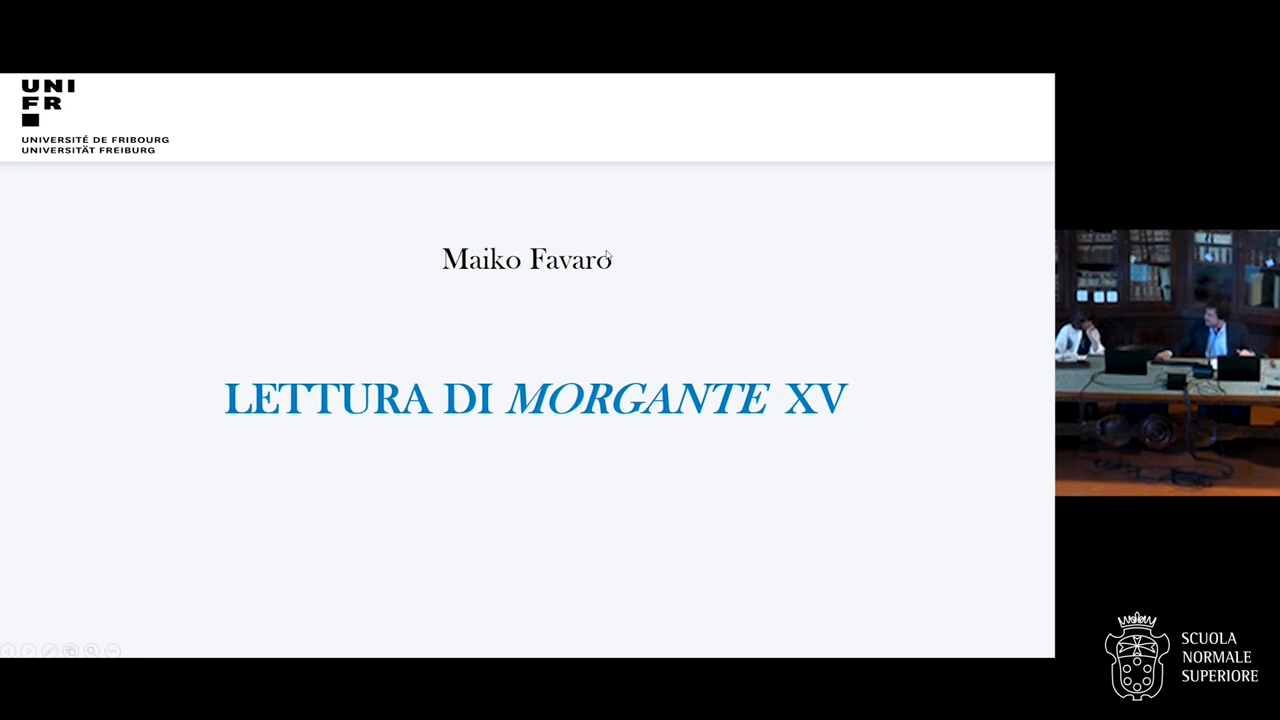 UNI
FR
UNIVERSITÉ DE FRIBOURG
UNIVERSITÄT FREIBURG
Maiko Favaro
LETTURA DI MORGANTE XV
SCUOLA
NORMALE
SUPERIORE